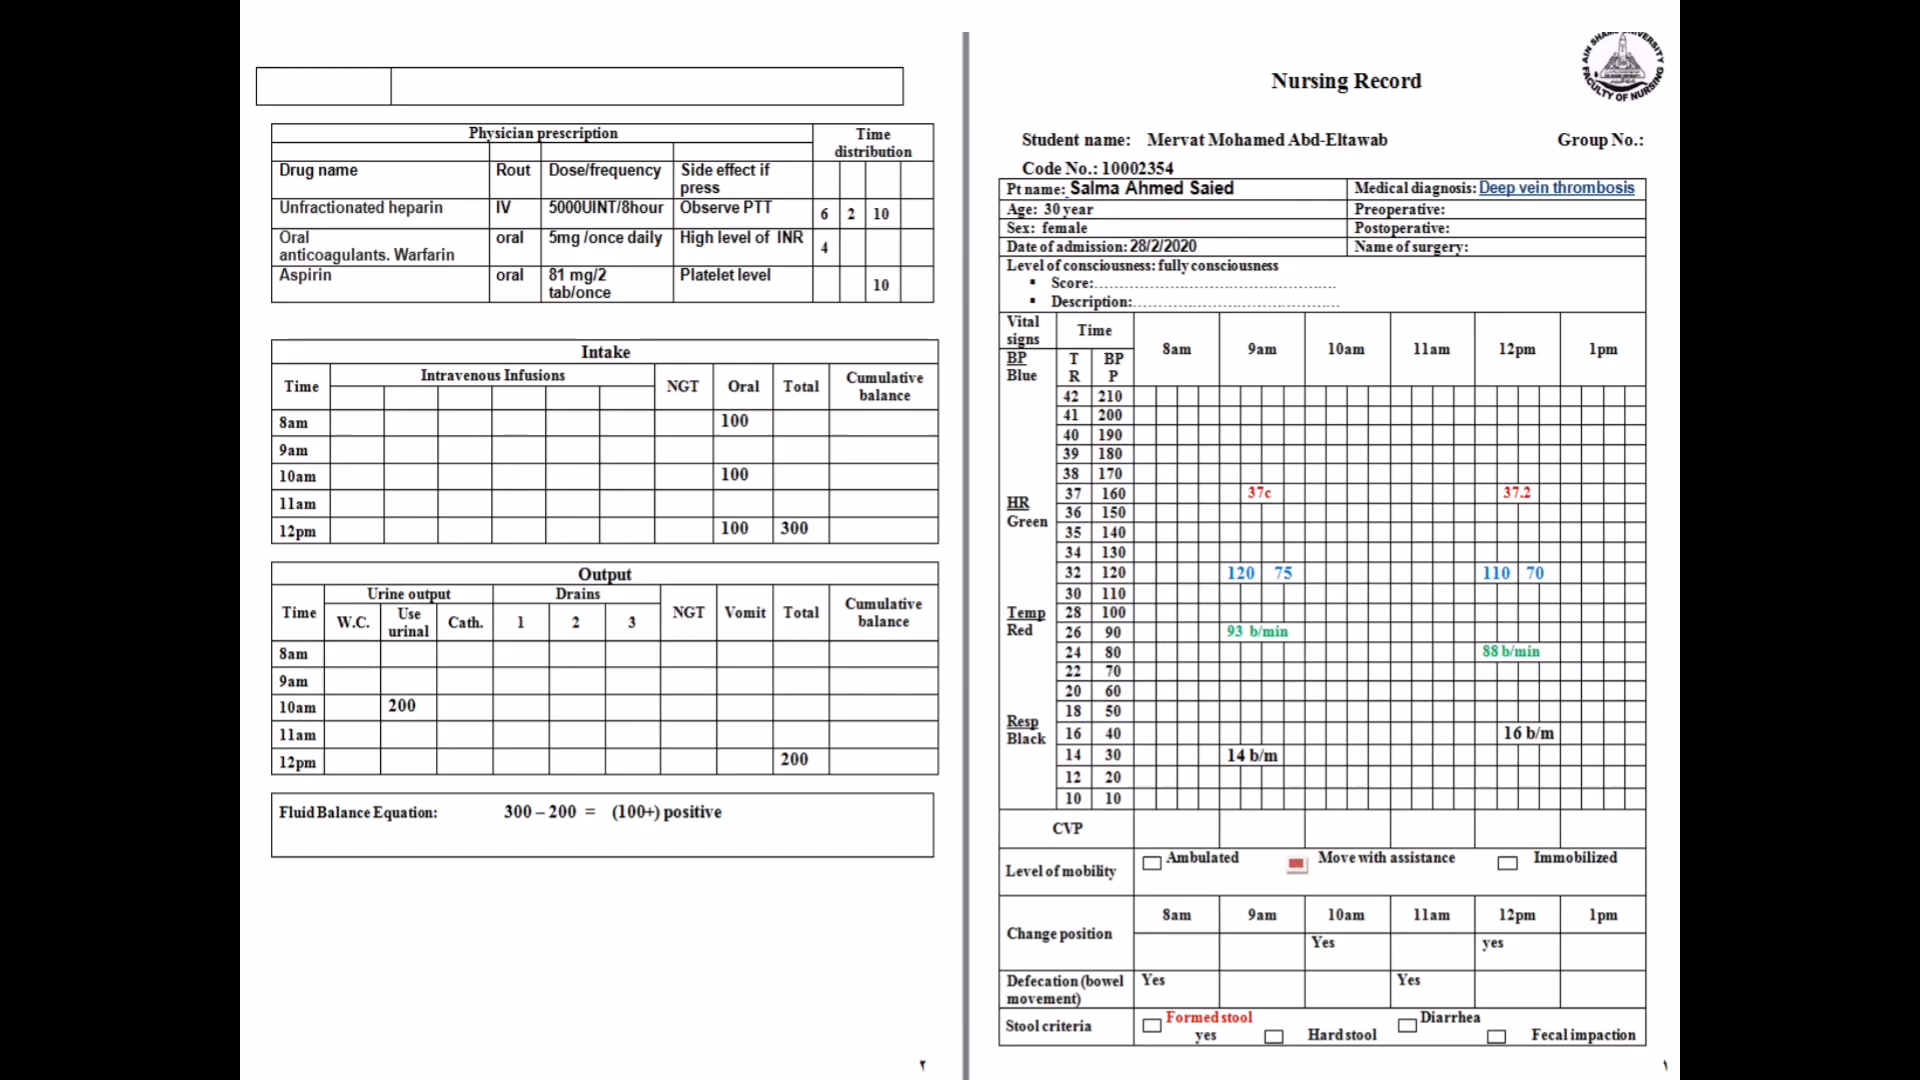 Physician prescription
Time distribution
Drug name Rout Dose/frequency Side effect if press
Unfractionated heparin IV 5000UINT/8hour Observe PTT 6 2 10
Oral anticoagulants. Warfarin oral 5mg /once daily High level of INR 4
Aspirin oral 81 mg/2 tab/once Platelet level 10
Intake
Time Intravenous Infusions NGT Oral Total Cumulative balance
8am 100
9am
10am 100
11am
12pm 100 300
Output
Time Urine output Drains NGT Vomit Total Cumulative balance
W.C. Use urinal Cath. 1 2 3
8am
9am
10am 200
11am
12pm 200
Fluid Balance Equation: 300 – 200 = (100+) positive
٢
AIN SHAMS UNIVERSITY
FACULTY OF NURSING
Nursing Record
Student name: Mervat Mohamed Abd-Eltawab Group No.:
Code No.: 10002354
Pt name: Salma Ahmed Saied Medical diagnosis: Deep vein thrombosis
Age: 30 year Preoperative:
Sex: female Postoperative:
Date of admission: 28/2/2020 Name of surgery:
Level of consciousness: fully consciousness
▪ Score:
▪ Description:
Vital signs Time 8am 9am 10am 11am 12pm 1pm
BP Blue T R BP P
42 210
41 200
40 190
39 180
38 170
37 160 37c 37.2
HR Green
36 150
35 140
34 130
32 120 120 75 110 70
30 110
Temp Red
28 100
26 90 93 b/min
24 80 88 b/min
22 70
20 60
18 50
Resp Black
16 40 16 b/m
14 30 14 b/m
12 20
10 10
CVP
Level of mobility Ambulated Move with assistance Immobilized
8am 9am 10am 11am 12pm 1pm
Change position Yes yes
Defecation (bowel movement) Yes Yes
Stool criteria Formed stool yes Hard stool Diarrhea Fecal impaction
١